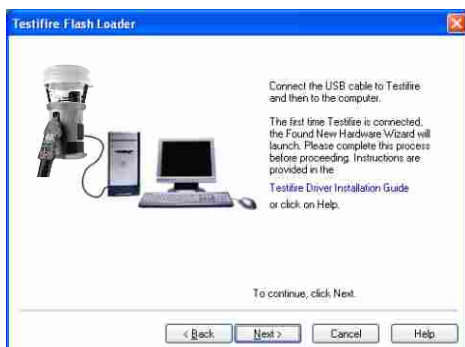 Testifire Flash Loader
Connect the USB cable to Testifire
and then to the computer.
The first time Testifire is connected,
the Found New Hardware Wizard will
launch. Please complete this process
before proceeding. Instructions are
provided in the
Testifire Driver Installation Guide
or click on Help.
To continue, click Next.
< Back
Next >
Cancel
Help